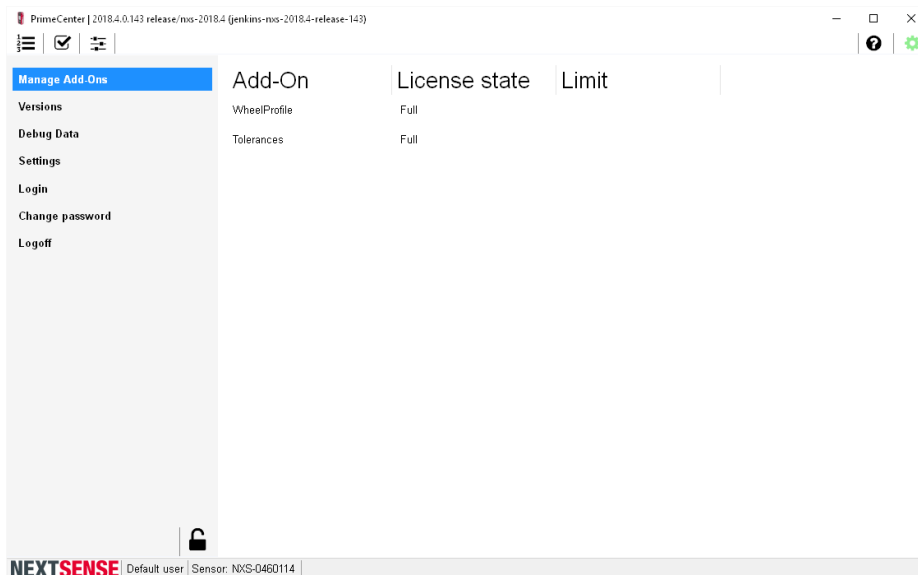 PrimeCenter | 2018.4.0.143 release/nxs-2018.4 (jenkins-nxs-2018.4-release-143)
Manage Add-Ons
Versions
Debug Data
Settings
Login
Change password
Logoff
Add-On License state Limit
WheelProfile Full
Tolerances Full
NEXTSENSE Default user Sensor: NXS-0460114